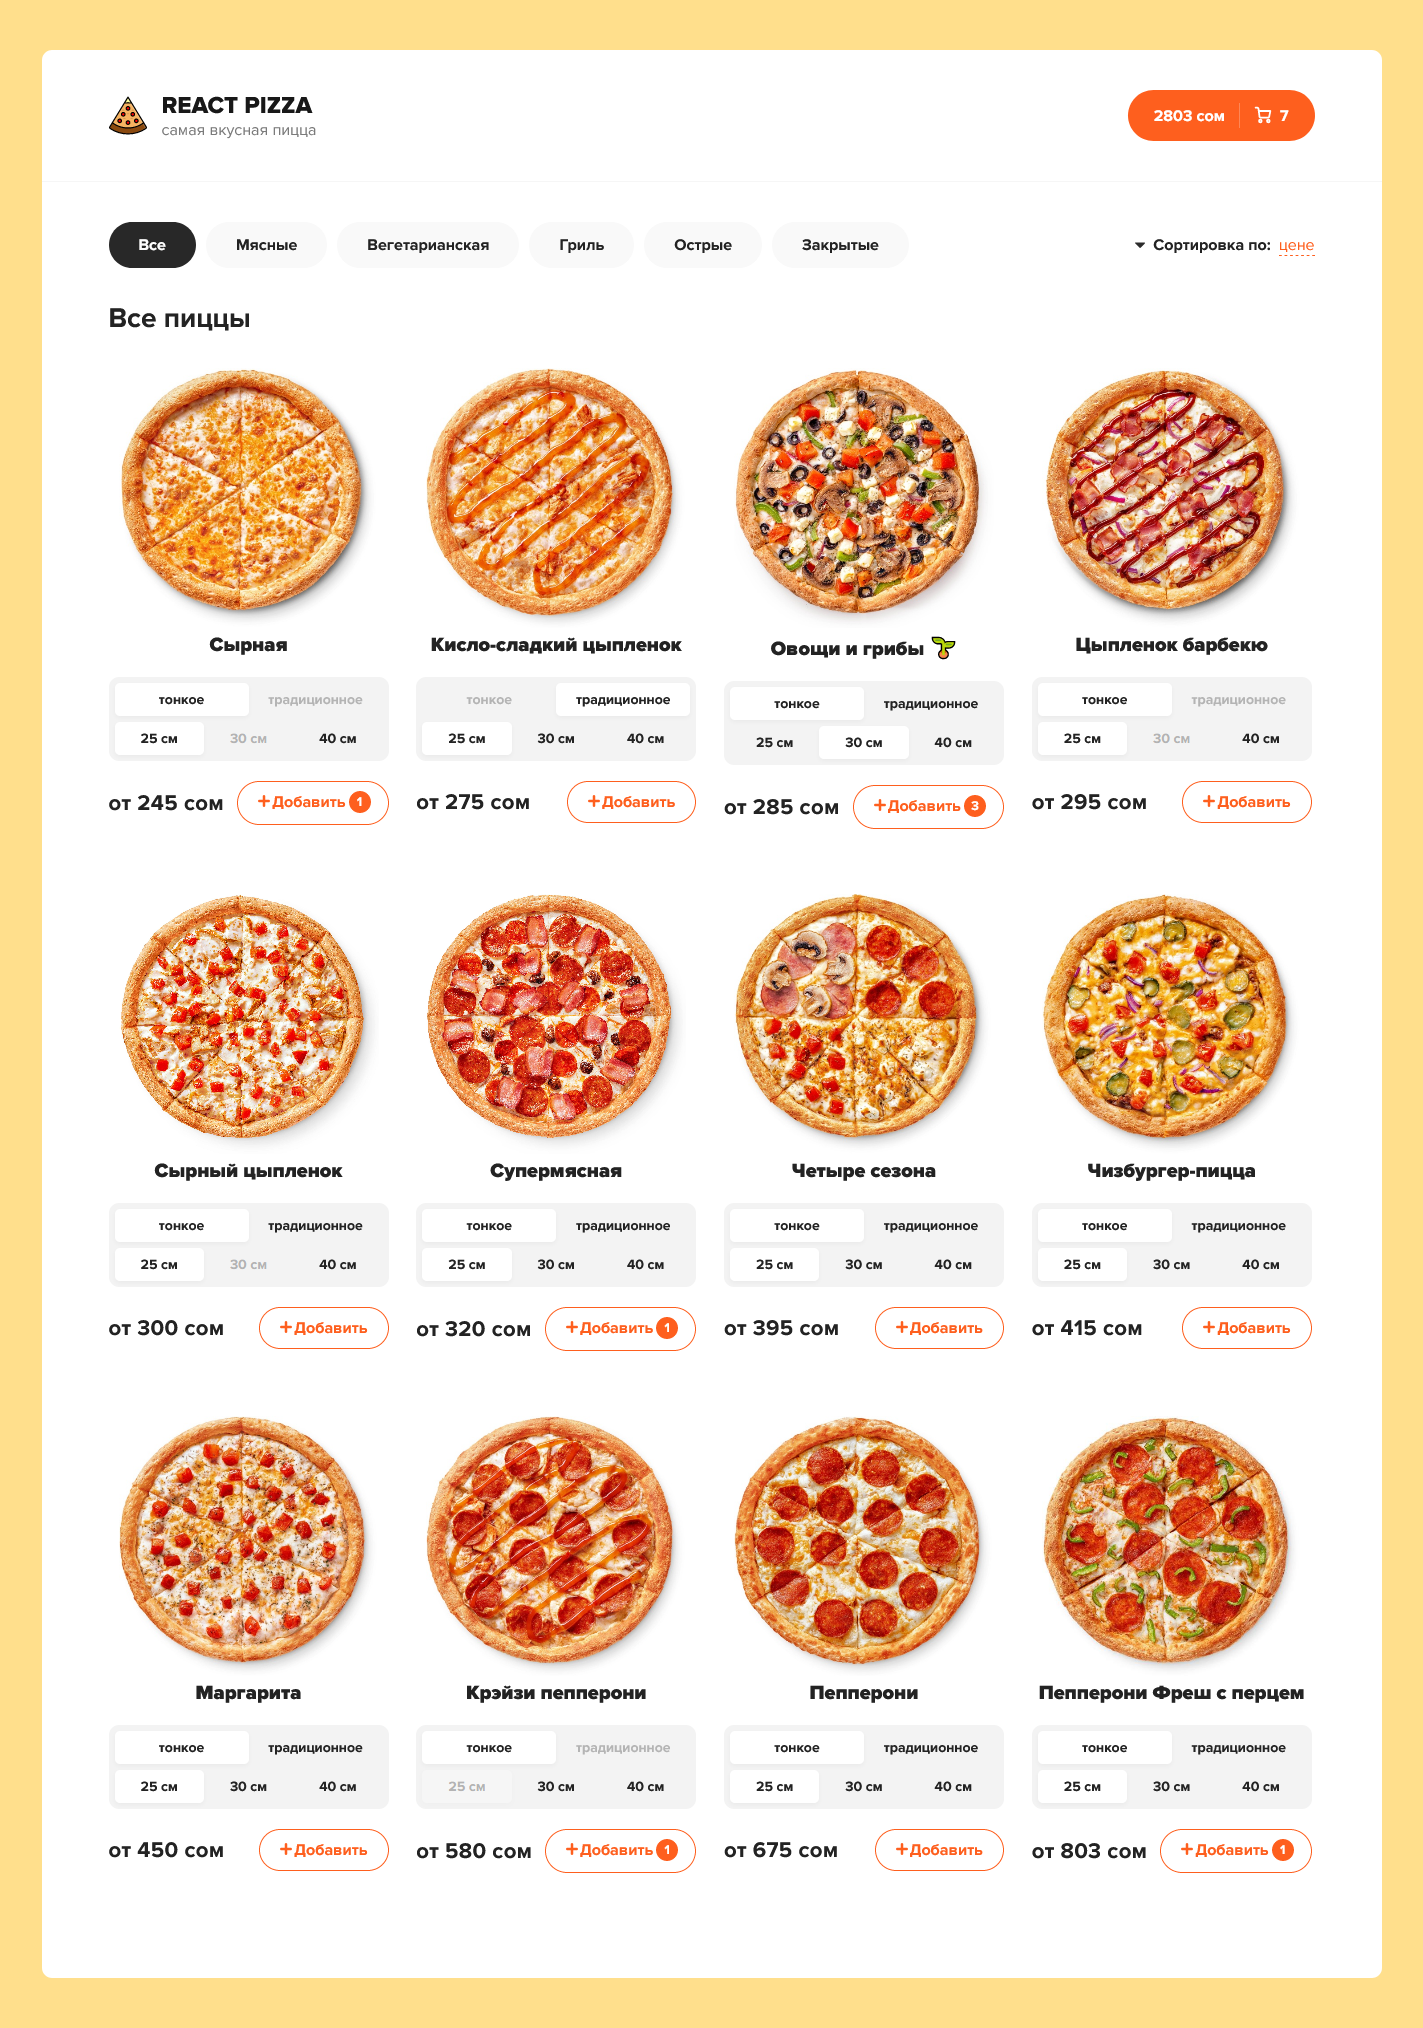 REACT PIZZA
самая вкусная пицца
2803 сом 7
Все Мясные Вегетарианская Гриль Острые Закрытые Сортировка по: цене
Все пиццы
Сырная
тонкое традиционное
25 см 30 см 40 см
от 245 сом +Добавить 1
Кисло-сладкий цыпленок
тонкое традиционное
25 см 30 см 40 см
от 275 сом +Добавить
Овощи и грибы
тонкое традиционное
25 см 30 см 40 см
от 285 сом +Добавить 3
Цыпленок барбекю
тонкое традиционное
25 см 30 см 40 см
от 295 сом +Добавить
Сырный цыпленок
тонкое традиционное
25 см 30 см 40 см
от 300 сом +Добавить
Супермясная
тонкое традиционное
25 см 30 см 40 см
от 320 сом +Добавить 1
Четыре сезона
тонкое традиционное
25 см 30 см 40 см
от 395 сом +Добавить
Чизбургер-пицца
тонкое традиционное
25 см 30 см 40 см
от 415 сом +Добавить
Маргарита
тонкое традиционное
25 см 30 см 40 см
от 450 сом +Добавить
Крэйзи пепперони
тонкое традиционное
25 см 30 см 40 см
от 580 сом +Добавить 1
Пепперони
тонкое традиционное
25 см 30 см 40 см
от 675 сом +Добавить
Пепперони Фреш с перцем
тонкое традиционное
25 см 30 см 40 см
от 803 сом +Добавить 1